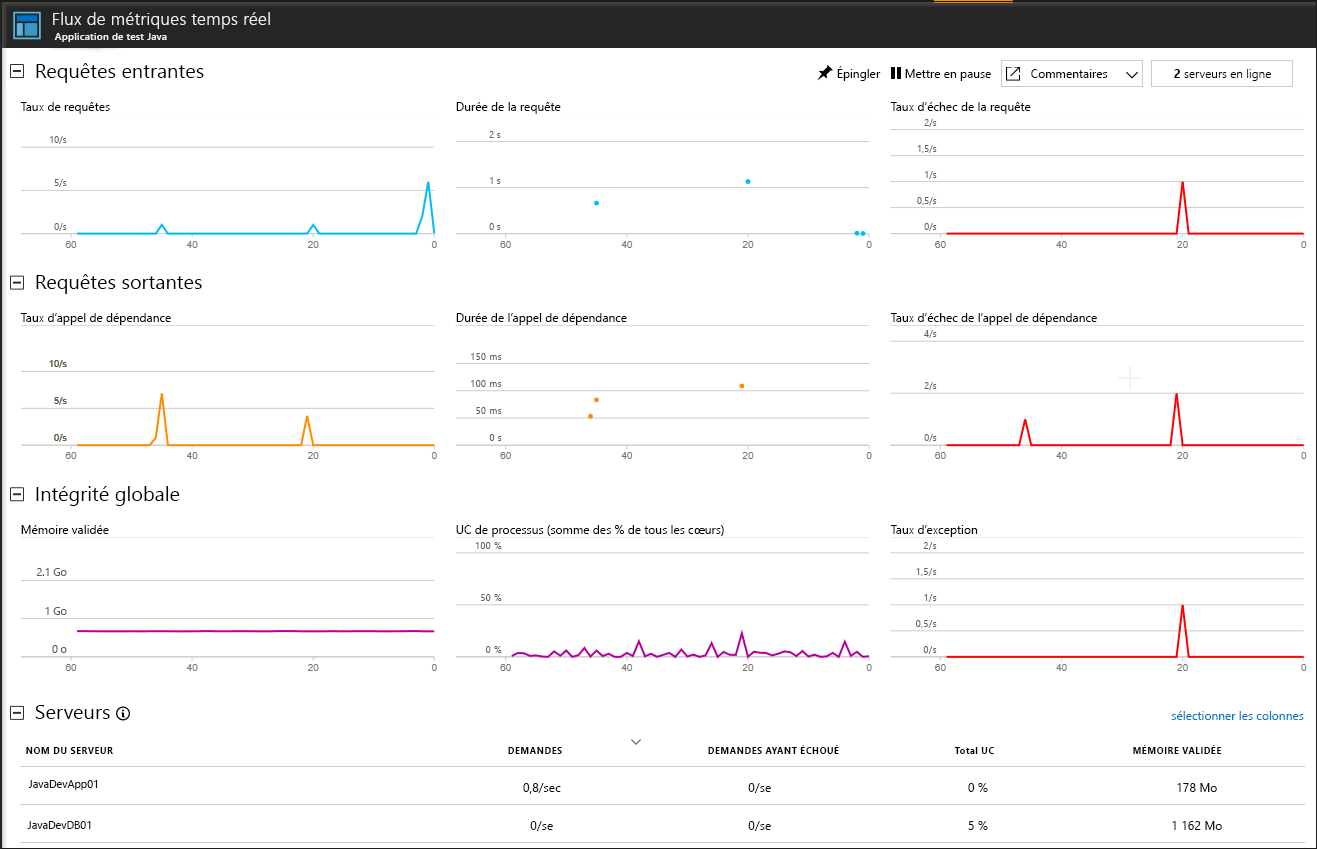 Flux de métriques temps réel
Application de test Java
Requêtes entrantes
Épingler
Mettre en pause
Commentaires
2 serveurs en ligne
Taux de requêtes
10/s
5/s
0/s
60 40 20 0
Durée de la requête
2 s
1 s
0 s
60 40 20 0
Taux d'échec de la requête
2/s
1,5/s
1/s
0,5/s
0/s
60 40 20 0
Requêtes sortantes
Taux d'appel de dépendance
10/s
5/s
0/s
60 40 20 0
Durée de l'appel de dépendance
150 ms
100 ms
50 ms
0 s
60 40 20 0
Taux d'échec de l'appel de dépendance
4/s
2/s
0/s
60 40 20 0
Intégrité globale
Mémoire validée
2.1 Go
1 Go
0 o
60 40 20 0
UC de processus (somme des % de tous les cœurs)
100 %
50 %
0 %
60 40 20 0
Taux d'exception
2/s
1,5/s
1/s
0,5/s
0/s
60 40 20 0
Serveurs
sélectionner les colonnes
NOM DU SERVEUR DEMANDES DEMANDES AYANT ÉCHOUÉ Total UC MÉMOIRE VALIDÉE
JavaDevApp01 0,8/sec 0/se 0 % 178 Mo
JavaDevDB01 0/se 0/se 5 % 1 162 Mo